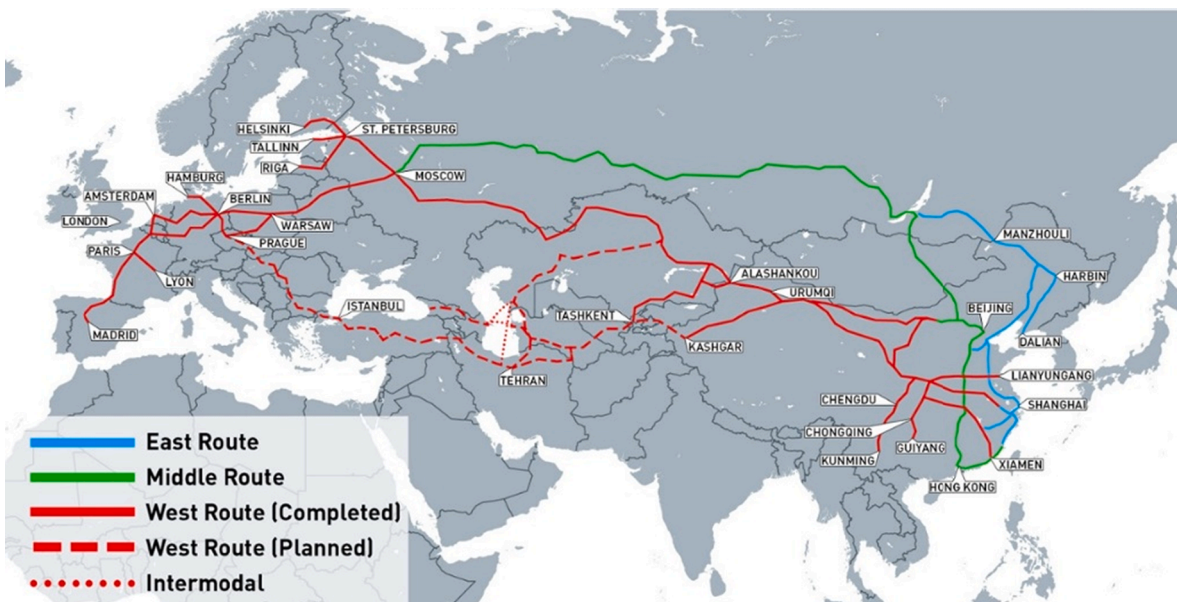 HELSINKI
ST. PETERSBURG
TALLINN
RIGA
MOSCOW
HAMBURG
AMSTERDAM
BERLIN
LONDON
WARSAW
PARIS
PRAGUE
LYON
MADRID
ISTANBUL
TEHRAN
TASHKENT
KASHGAR
ALASHANKOU
URUMQI
MANZHOULI
HARBIN
BEIJING
DALIAN
LIANYUNGANG
CHENGDU
SHANGHAI
CHONGQING
GUIYANG
KUNMING
XIAMEN
HONG KONG
East Route
Middle Route
West Route (Completed)
West Route (Planned)
Intermodal